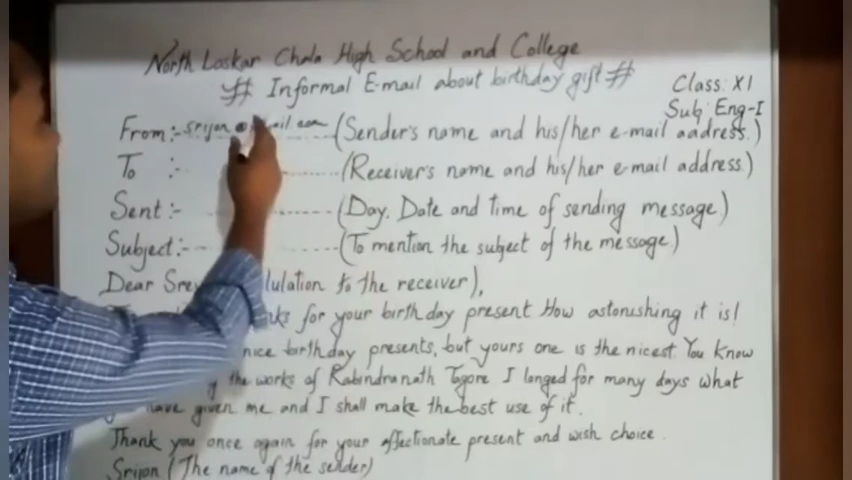 North Laskar Chala High School and College
# Informal E-mail about birthday gift #
Class: XI
Sub: Eng-I
From:- Srijon (Sender's name and his/her e-mail address.)
To :- (Receiver's name and his/her e-mail address.)
Sent:- (Day. Date and time of sending message.)
Subject:- (To mention the subject of the message)
Dear to the receiver),
for your birthday present How astonishing it is!
nice birthday presents, but yours one is the nicest. You know
the works of Rabindranath Tagore I longed for many days what
have given me and I shall make the best use of it.
Thank you once again for your affectionate present and wish choice.
Srijon (The name of the sender)